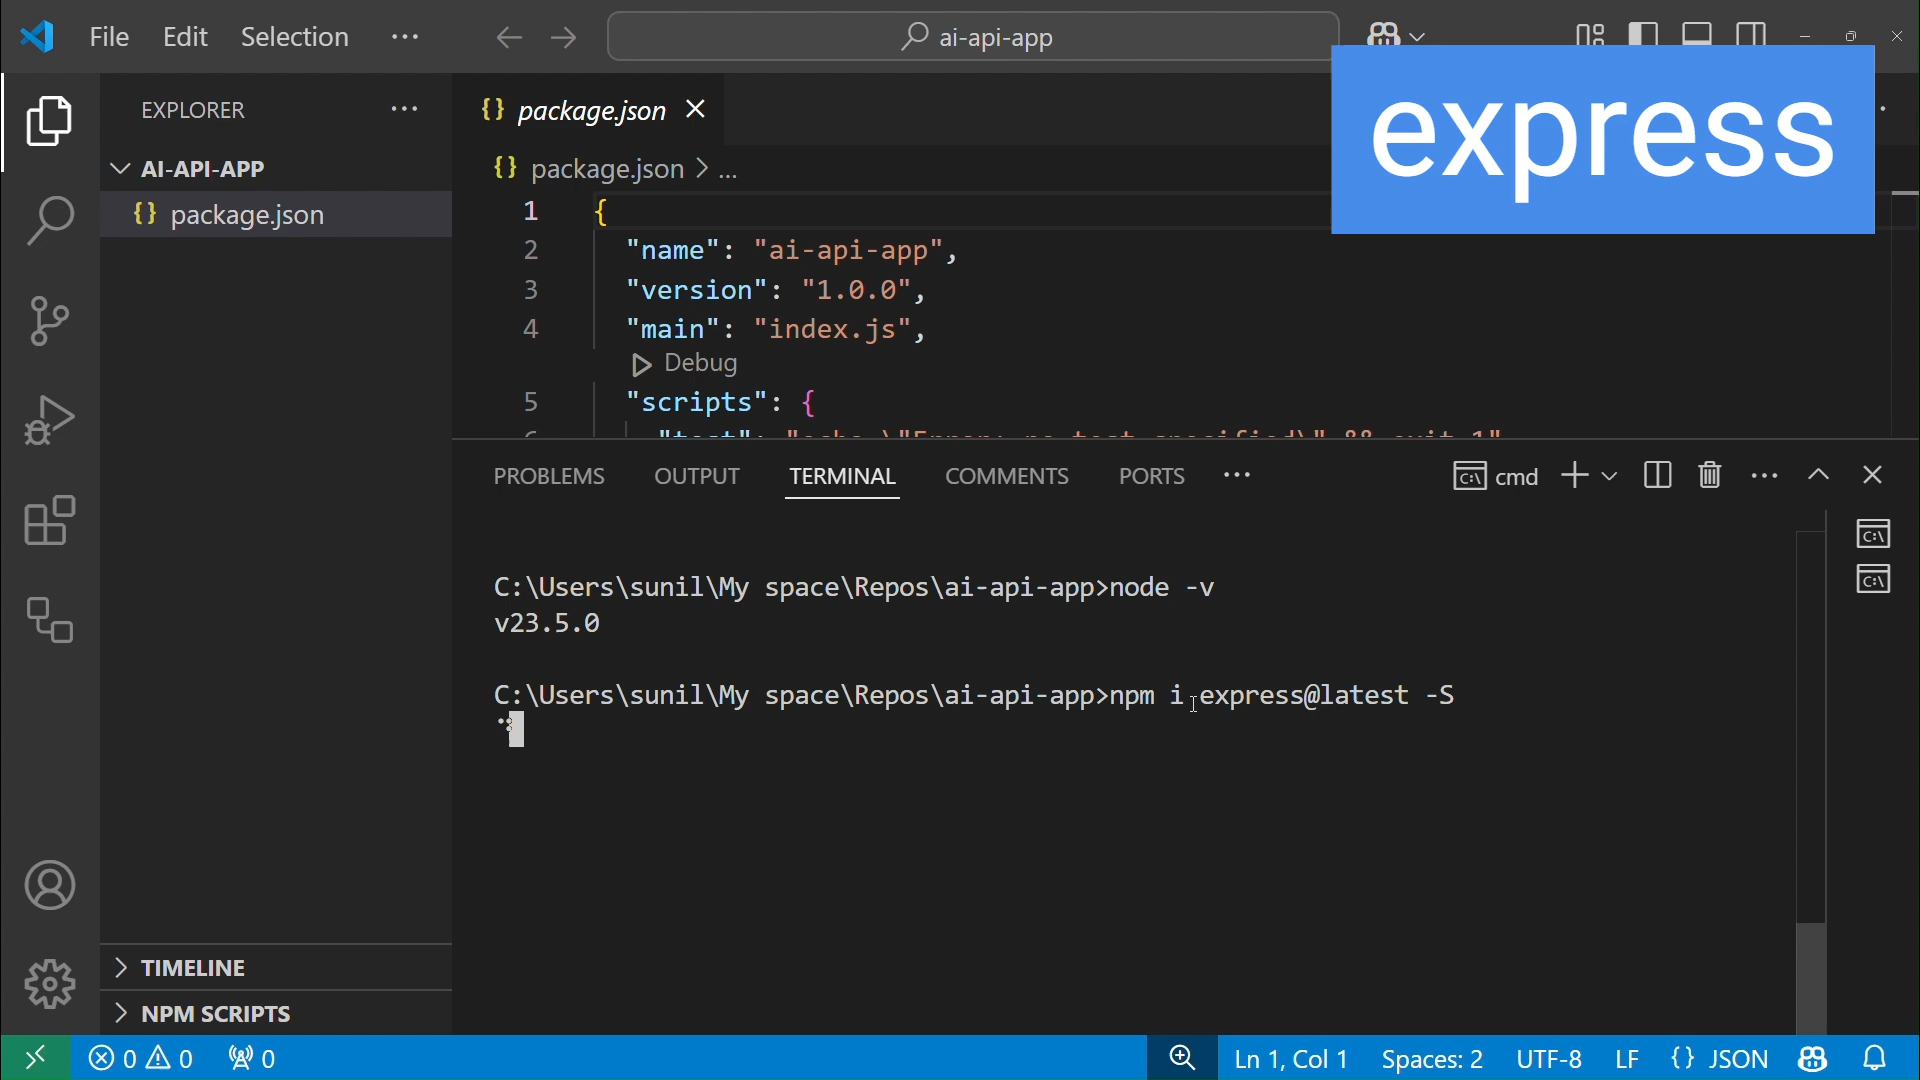 File Edit Selection ···
ai-api-app
express
EXPLORER ···
AI-API-APP
{} package.json
TIMELINE
NPM SCRIPTS
{} package.json
{} package.json > ...
1 {
2 "name": "ai-api-app",
3 "version": "1.0.0",
4 "main": "index.js",
Debug
5 "scripts": {
PROBLEMS OUTPUT TERMINAL COMMENTS PORTS ···
cmd
C:\Users\sunil\My space\Repos\ai-api-app>node -v
v23.5.0
C:\Users\sunil\My space\Repos\ai-api-app>npm i express@latest -S
0 0 0
Ln 1, Col 1 Spaces: 2 UTF-8 LF {} JSON